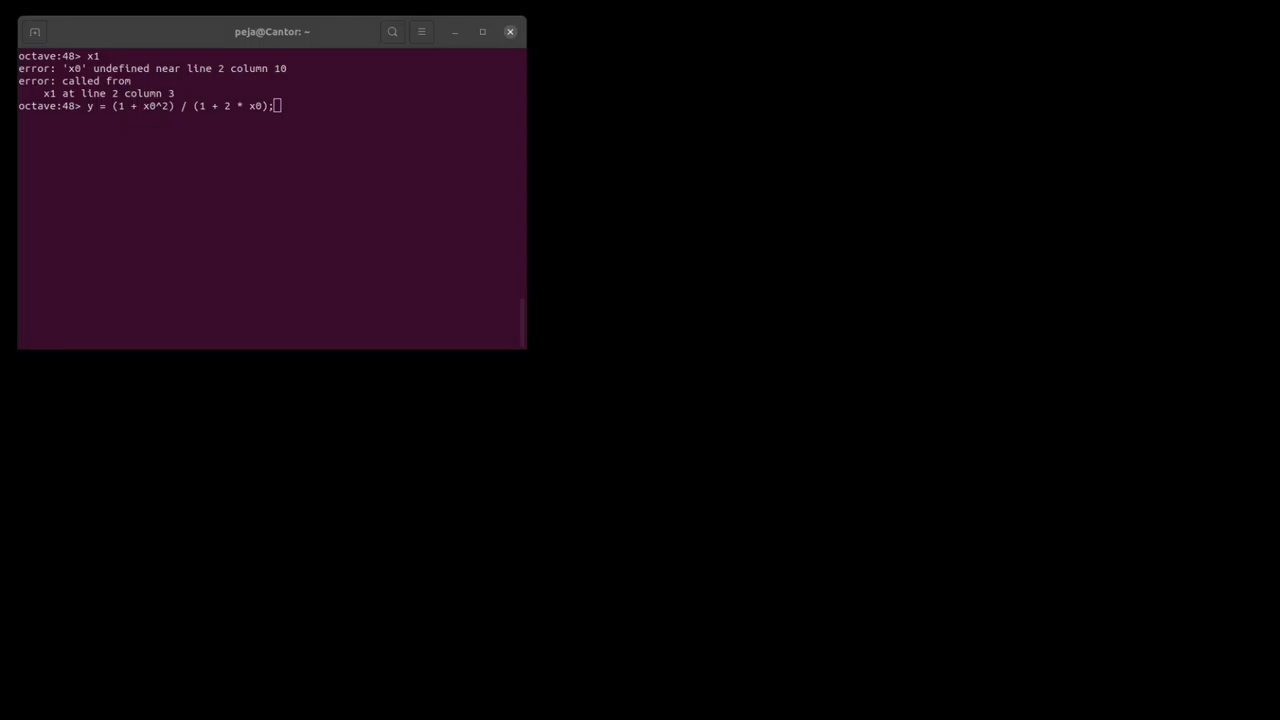 peja@Cantor: ~
octave:48> x1
error: 'x0' undefined near line 2 column 10
error: called from
    x1 at line 2 column 3
octave:48> y = (1 + x0^2) / (1 + 2 * x0);